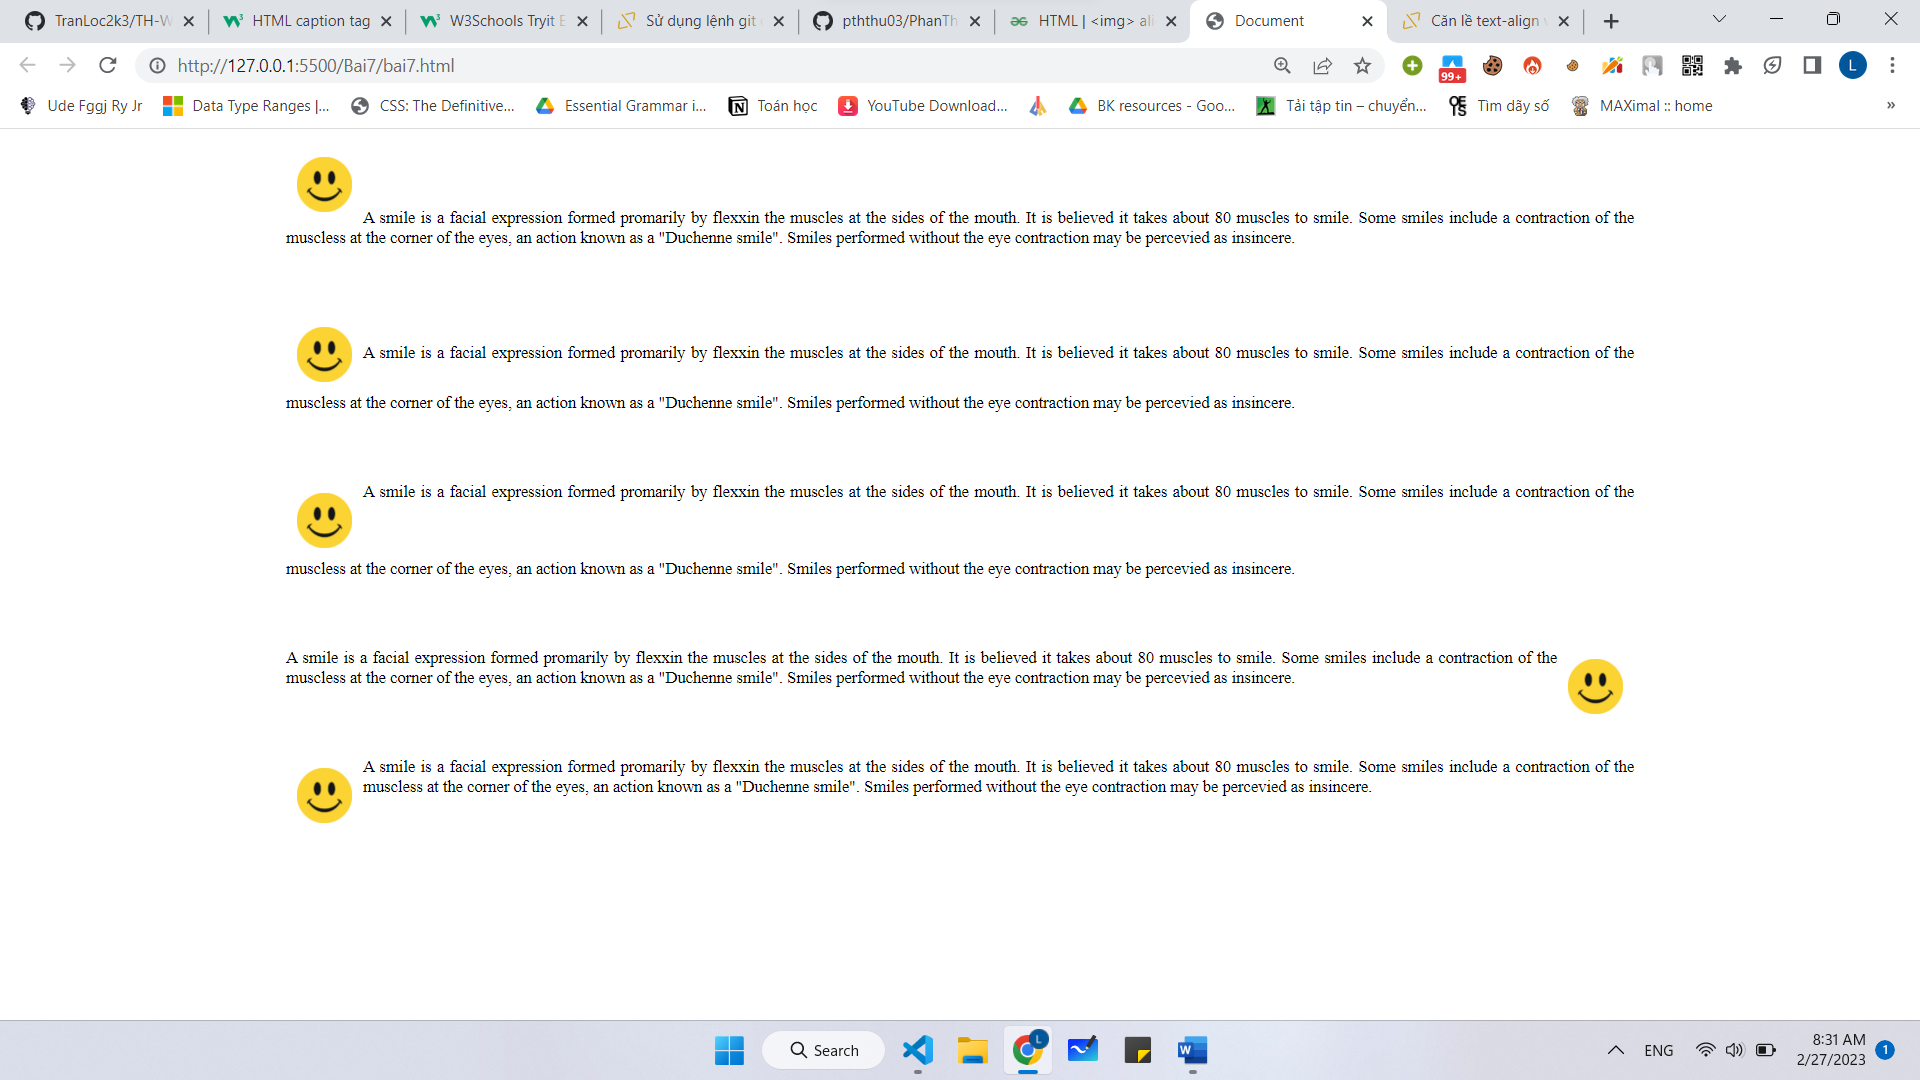 TranLoc2k3/TH-W
HTML caption tag
W3Schools Tryit E
Sử dụng lệnh git
pththu03/PhanTh
HTML | <img> ali
Document
Căn lề text-align
http://127.0.0.1:5500/Bai7/bai7.html
99+
L
Ude Fggj Ry Jr
Data Type Ranges |...
CSS: The Definitive...
Essential Grammar i...
Toán học
YouTube Download...
BK resources - Goo...
Tải tập tin – chuyển...
Tìm dãy số
MAXimal :: home
»
A smile is a facial expression formed promarily by flexxin the muscles at the sides of the mouth. It is believed it takes about 80 muscles to smile. Some smiles include a contraction of the
muscless at the corner of the eyes, an action known as a "Duchenne smile". Smiles performed without the eye contraction may be percevied as insincere.
A smile is a facial expression formed promarily by flexxin the muscles at the sides of the mouth. It is believed it takes about 80 muscles to smile. Some smiles include a contraction of the
muscless at the corner of the eyes, an action known as a "Duchenne smile". Smiles performed without the eye contraction may be percevied as insincere.
A smile is a facial expression formed promarily by flexxin the muscles at the sides of the mouth. It is believed it takes about 80 muscles to smile. Some smiles include a contraction of the
muscless at the corner of the eyes, an action known as a "Duchenne smile". Smiles performed without the eye contraction may be percevied as insincere.
A smile is a facial expression formed promarily by flexxin the muscles at the sides of the mouth. It is believed it takes about 80 muscles to smile. Some smiles include a contraction of the
muscless at the corner of the eyes, an action known as a "Duchenne smile". Smiles performed without the eye contraction may be percevied as insincere.
A smile is a facial expression formed promarily by flexxin the muscles at the sides of the mouth. It is believed it takes about 80 muscles to smile. Some smiles include a contraction of the
muscless at the corner of the eyes, an action known as a "Duchenne smile". Smiles performed without the eye contraction may be percevied as insincere.
Search
L
W
ENG
8:31 AM
2/27/2023
1